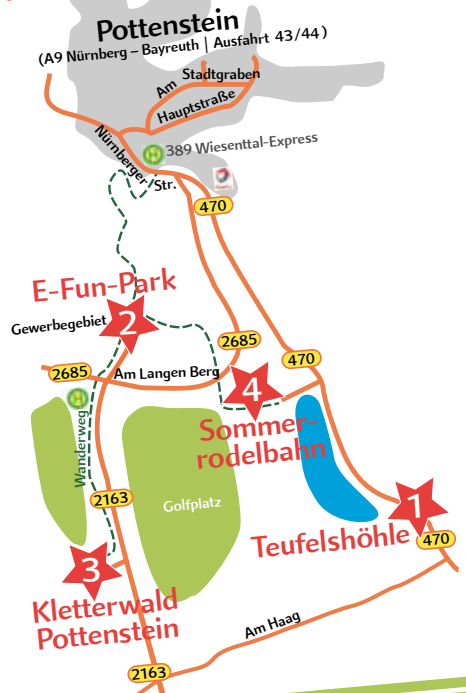 Pottenstein
(A9 Nürnberg – Bayreuth | Ausfahrt 43/44)
Stadtgraben
Am
Hauptstraße
Nürnberger
Str.
H
389 Wiesenttal-Express
470
E-Fun-Park
Gewerbegebiet
2
2685
470
2685
Am Langen Berg
4
H
Wanderweg
Sommer-
rodelbahn
Golfplatz
2163
1
Teufelshöhle
470
3
Kletterwald
Pottenstein
Am Haag
2163